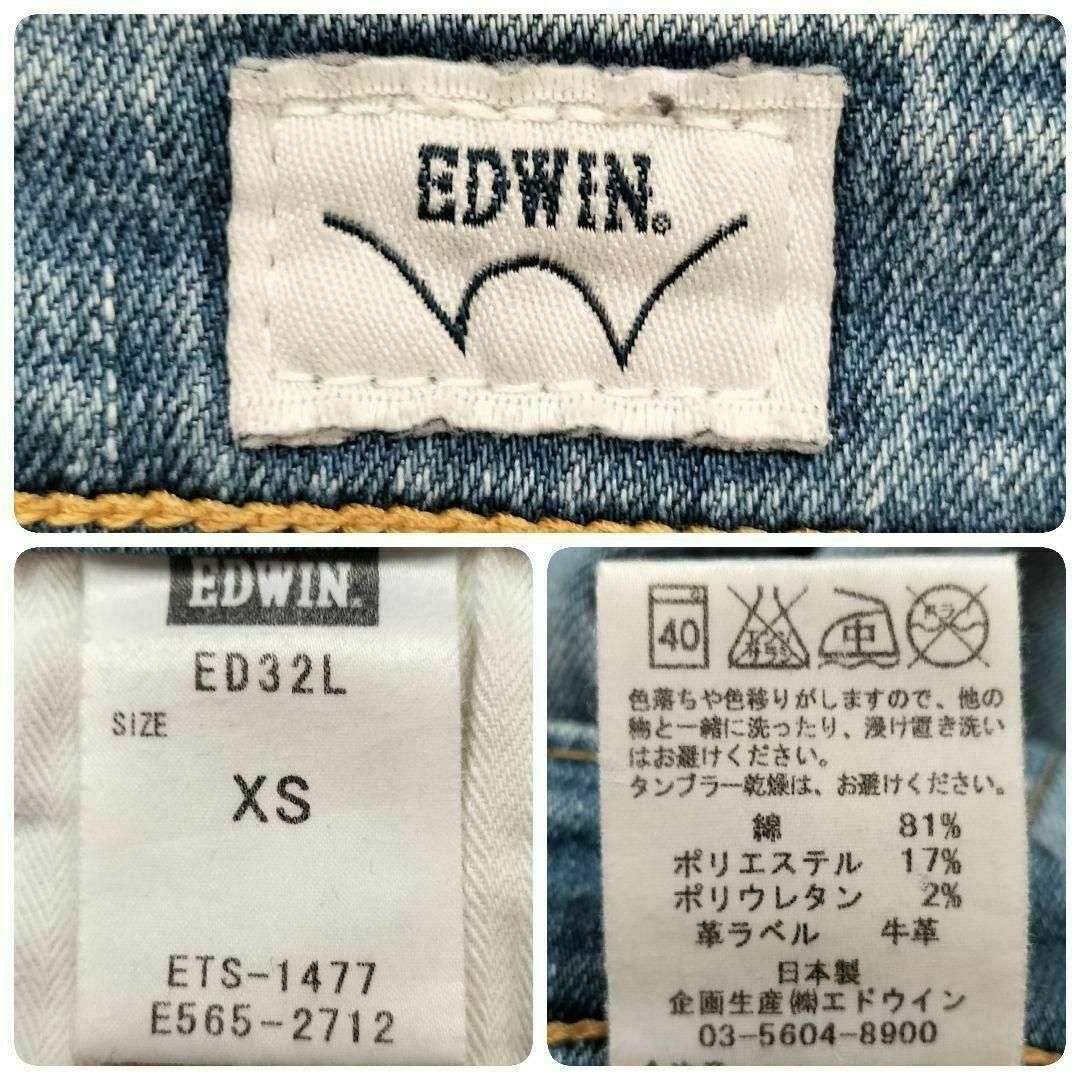 EDWIN®
EDWIN®
ED32L
SIZE
XS
ETS-1477
E565-2712
40
中
ドライ
色落ちや色移りがしますので、他の
物と一緒に洗ったり、浸け置き洗い
はお避けください。
タンブラー乾燥は、お避けください。
綿 81%
ポリエステル 17%
ポリウレタン 2%
革ラベル 牛革
日本製
企画生産㈱エドウイン
03-5604-8900